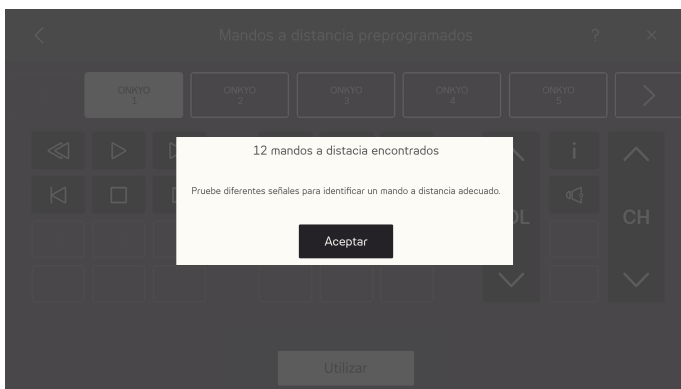 Mandos a distancia preprogramados
?
×
ONKYO
1
ONKYO
2
ONKYO
3
ONKYO
4
ONKYO
5
12 mandos a distacia encontrados
i
Pruebe diferentes señales para identificar un mando a distancia adecuado.
OL
CH
Aceptar
Utilizar